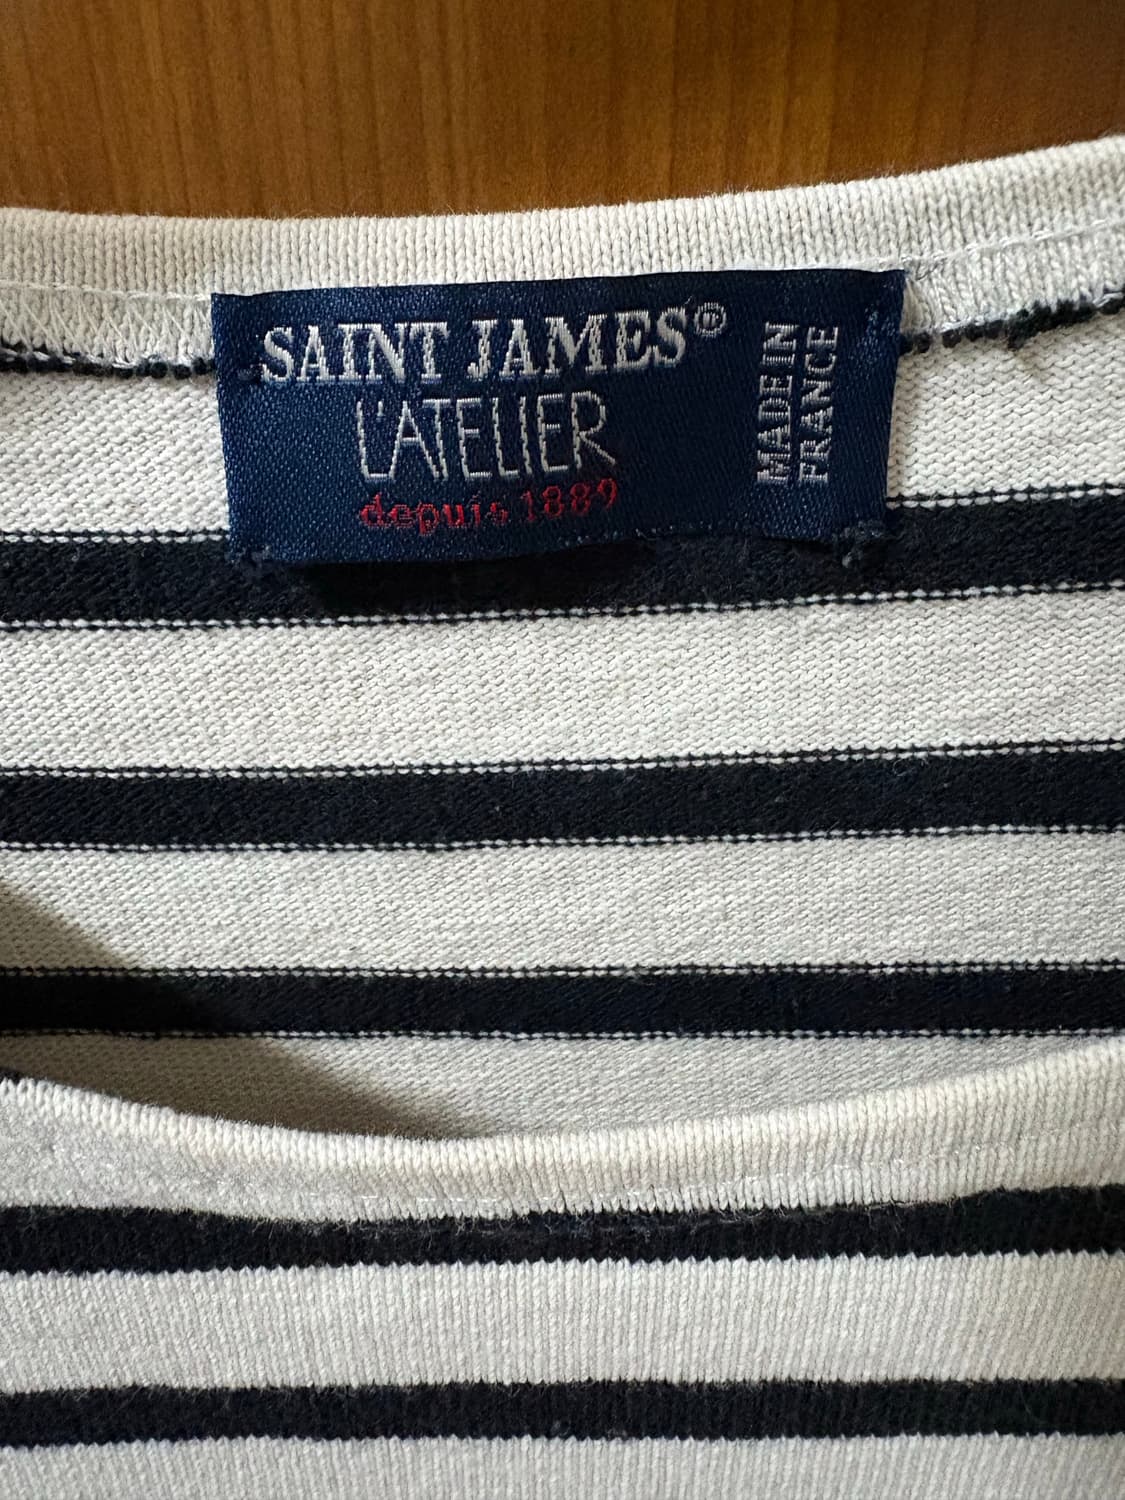 SAINT JAMES®
L'ATELIER
depuis 1889
MADE IN
FRANCE